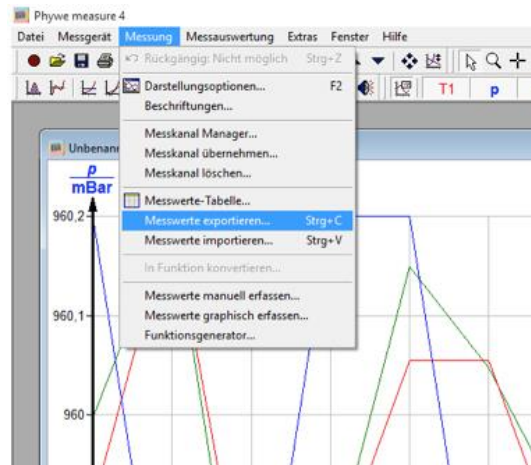 Phywe measure 4
Datei Messgerät Messung Messauswertung Extras Fenster Hilfe
Rückgängig: Nicht möglich Strg+Z
T1 p
Darstellungsoptionen... F2
Beschriftungen...
Messkanal Manager...
Messkanal übernehmen...
Messkanal löschen...
Messwerte-Tabelle...
Messwerte exportieren... Strg+C
Messwerte importieren... Strg+V
In Funktion konvertieren...
Messwerte manuell erfassen...
Messwerte graphisch erfassen...
Funktionsgenerator...
p
mBar
960,2
960,1
960